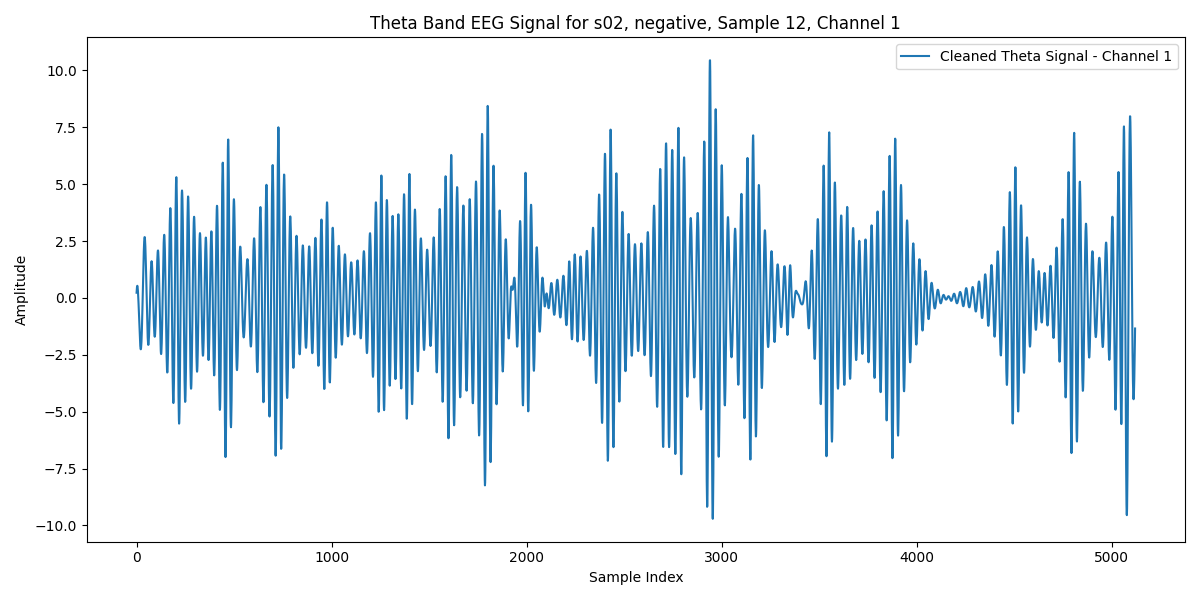 Theta Band EEG Signal for s02, negative, Sample 12, Channel 1
Cleaned Theta Signal - Channel 1
10.0
7.5
5.0
2.5
0.0
−2.5
−5.0
−7.5
−10.0
Amplitude
0 1000 2000 3000 4000 5000
Sample Index